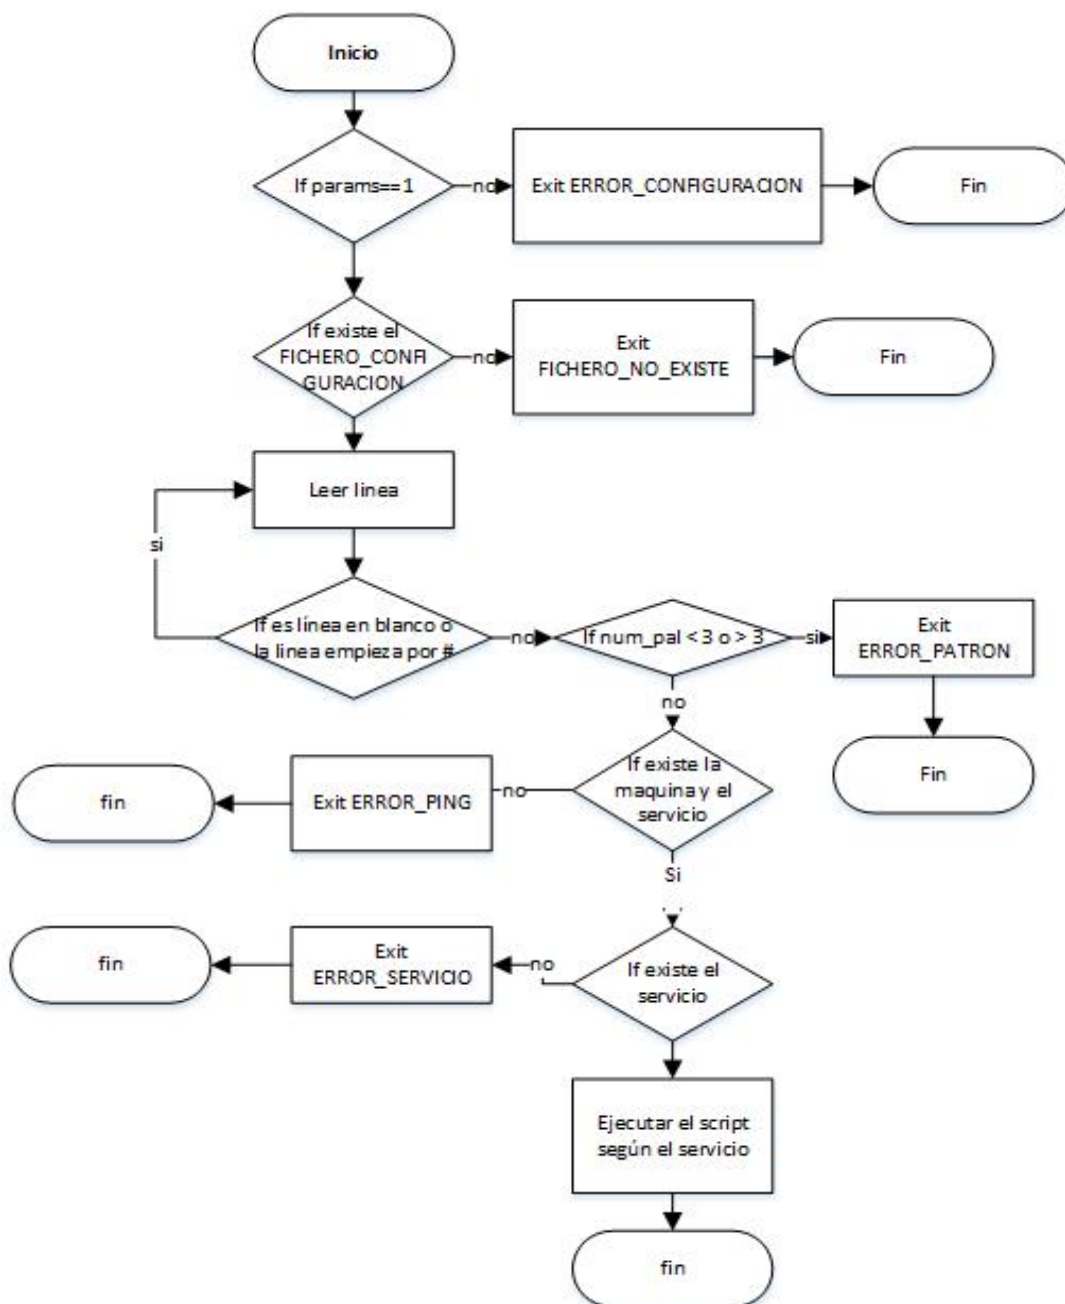 Inicio
If params==1
no
Exit ERROR_CONFIGURACION
Fin
If existe el
FICHERO_CONFI
GURACION
no
Exit
FICHERO_NO_EXISTE
Fin
Leer linea
si
If es línea en blanco o
la linea empieza por #
no
If num_pal < 3 o > 3
si
Exit
ERROR_PATRON
no
Fin
If existe la
maquina y el
servicio
no
Exit ERROR_PING
fin
Si
If existe el
servicio
no
Exit
ERROR_SERVICIO
fin
Ejecutar el script
según el servicio
fin